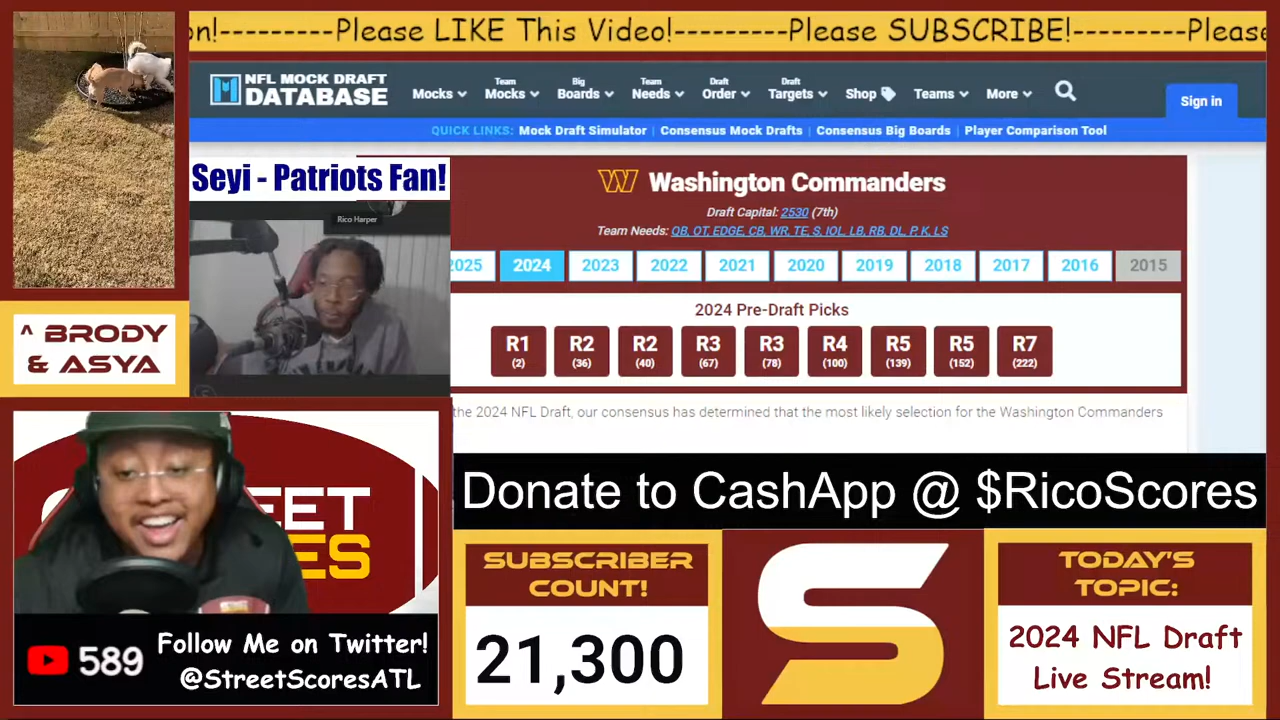 on!---------Please LIKE This Video!---------Please SUBSCRIBE!---------Please
NFL MOCK DRAFT
DATABASE
Mocks
Team
Mocks
Big
Boards
Team
Needs
Draft
Order
Draft
Targets
Shop
Teams
More
Sign in
QUICK LINKS: Mock Draft Simulator | Consensus Mock Drafts | Consensus Big Boards | Player Comparison Tool
Seyi - Patriots Fan!
Rico Harper
W Washington Commanders
Draft Capital: 2530 (7th)
Team Needs: QB, OT, EDGE, CB, WR, TE, S, IOL, LB, RB, DL, P, K, LS
2025 2024 2023 2022 2021 2020 2019 2018 2017 2016 2015
2024 Pre-Draft Picks
R1 R2 R2 R3 R3 R4 R5 R5 R7
(2) (36) (40) (67) (78) (100) (139) (152) (222)
the 2024 NFL Draft, our consensus has determined that the most likely selection for the Washington Commanders
^ BRODY
& ASYA
Donate to CashApp @ $RicoScores
SUBSCRIBER
COUNT!
21,300
S
TODAY'S
TOPIC:
2024 NFL Draft
Live Stream!
589
Follow Me on Twitter!
@StreetScoresATL